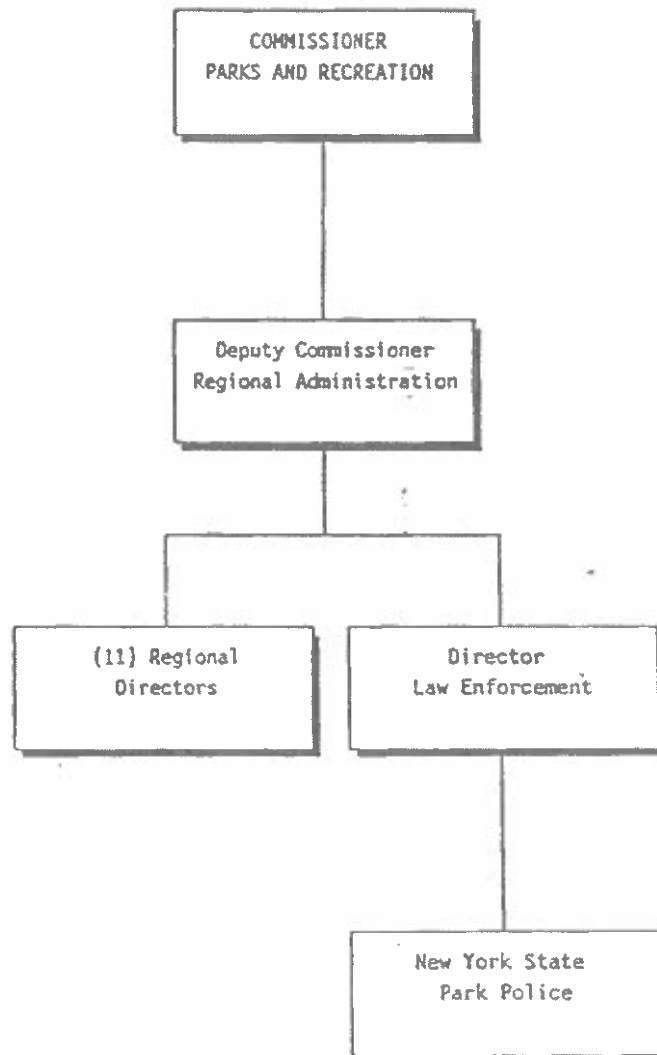 COMMISSIONER
PARKS AND RECREATION
Deputy Commissioner
Regional Administration
(11) Regional
Directors
Director
Law Enforcement
New York State
Park Police